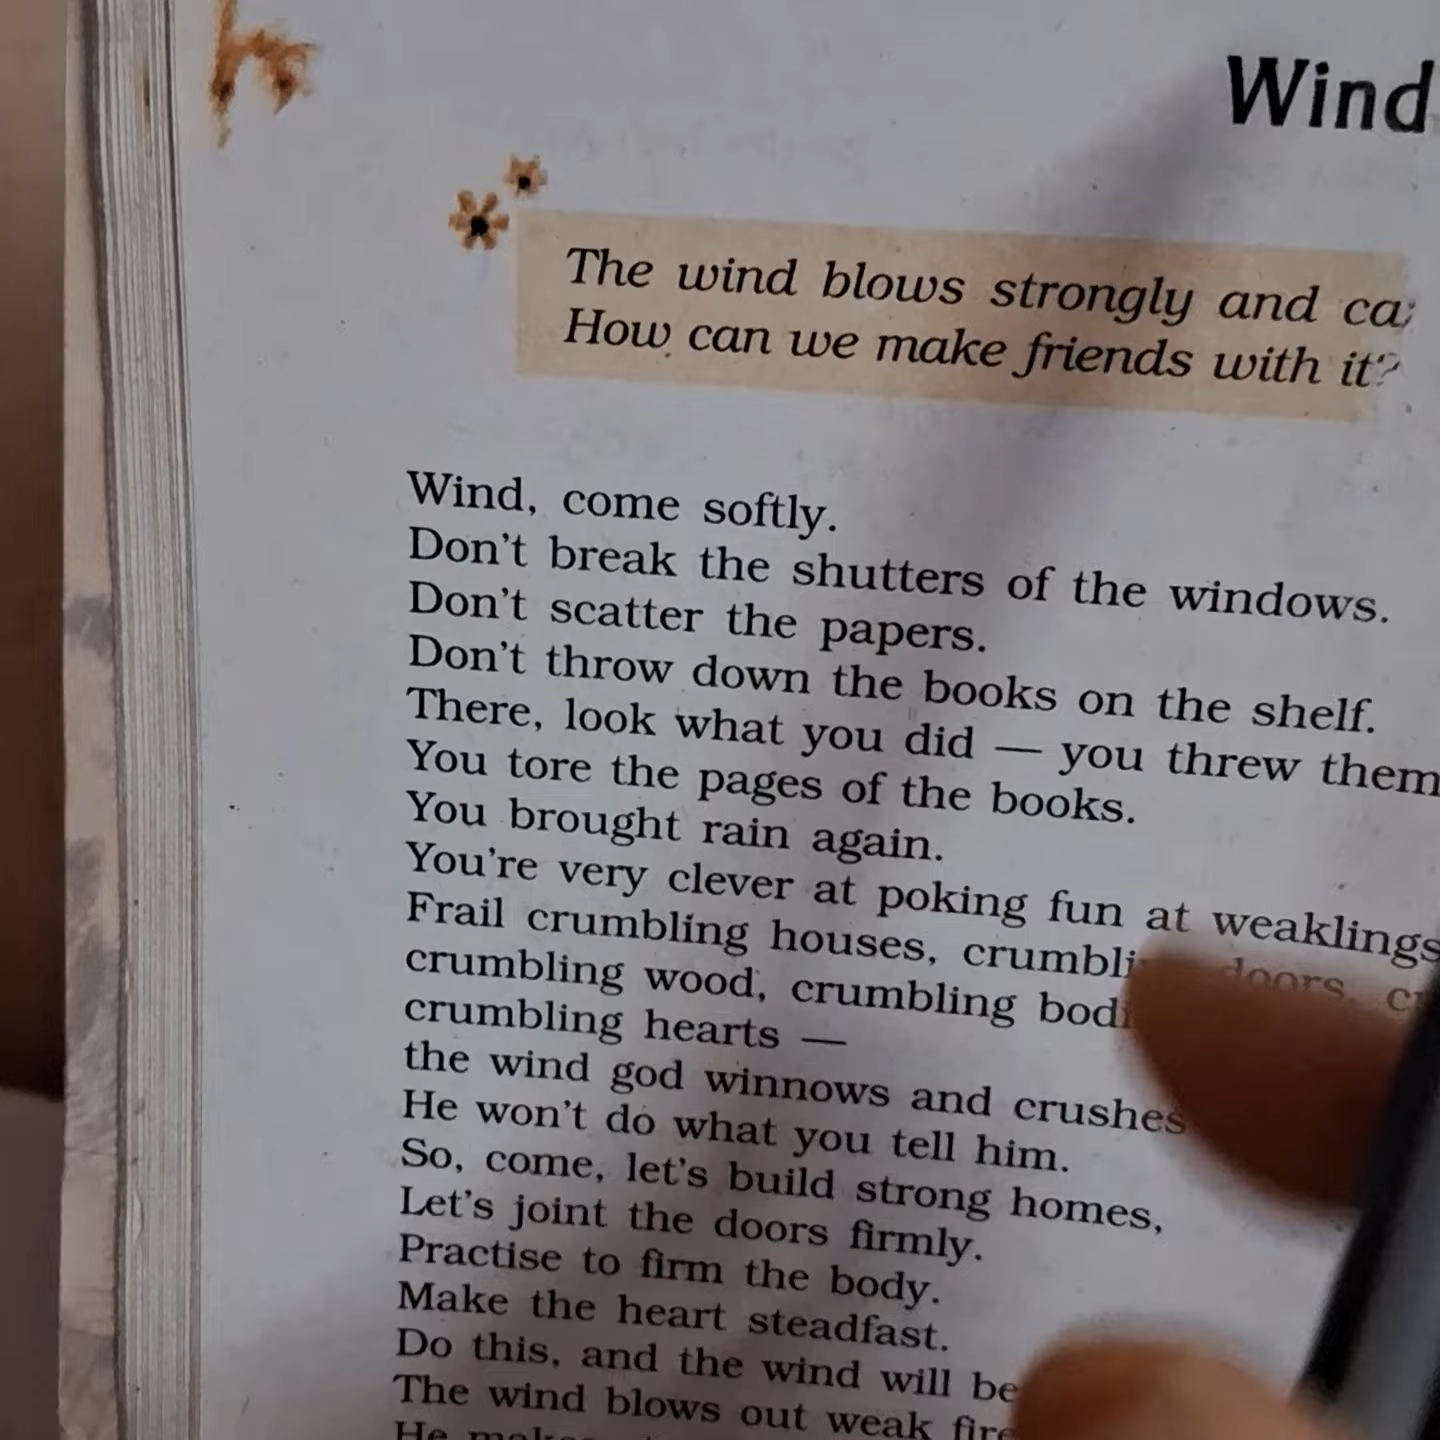 Wind
The wind blows strongly and
How can we make friends with it?
Wind, come softly.
Don't break the shutters of the windows.
Don't scatter the papers.
Don't throw down the books on the shelf.
There, look what you did — you threw them
You tore the pages of the books.
You brought rain again.
You're very clever at poking fun at weaklings
Frail crumbling houses, crumbling doors,
crumbling wood, crumbling
crumbling hearts —
the wind god winnows and crushes
He won't do what you tell him.
So, come, let's build strong homes,
Let's joint the doors firmly.
Practise to firm the body.
Make the heart steadfast.
Do this, and the wind will be
The wind blows out weak
He